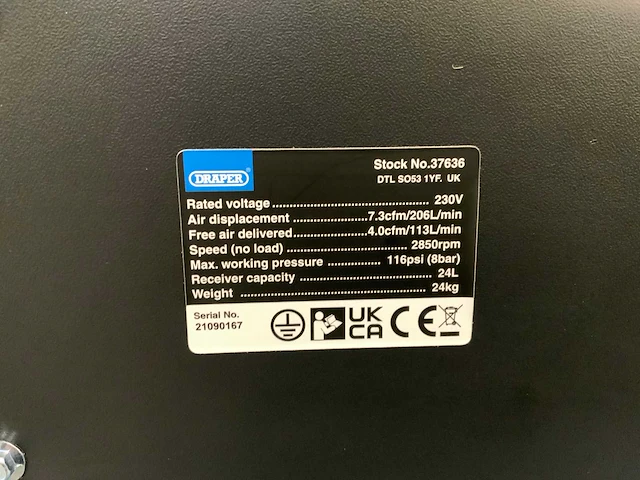 DRAPER
Stock No.37636
DTL SO53 1YF. UK
Rated voltage ........................................ 230V
Air displacement ................7.3cfm/206L/min
Free air delivered................4.0cfm/113L/min
Speed (no load) ............................ 2850rpm
Max. working pressure ............ 116psi (8bar)
Receiver capacity .................................. 24L
Weight .................................................. 24kg
Serial No.
21090167
UK
CA
CE